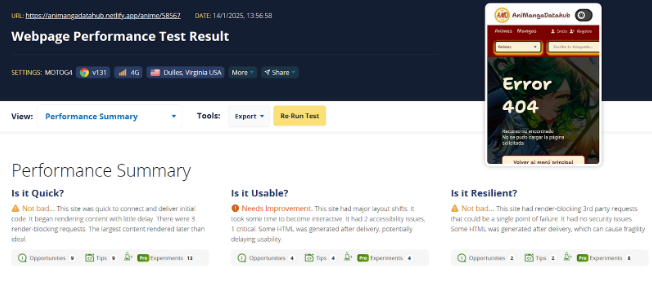 URL: https://animangadatahub.netlify.app/anime/58567 DATE: 14/1/2025, 13:56:58
Webpage Performance Test Result
SETTINGS: MOTOG4 v131 4G Dulles, Virginia USA More Share
AniMangaDataHub
Animes Mangas Inicio Registro
Animes Escribe tu búsqueda...
Error
404
Recurso no encontrado
No se pudo cargar la página
solicitada
Volver al menú principal
View: Performance Summary Tools: Export Re-Run Test
Performance Summary
Is it Quick?
Not bad... This site was quick to connect and deliver initial
code. It began rendering content with little delay. There were 3
render-blocking requests. The largest content rendered later than
ideal.
Opportunities 9 Tips 9 Pro Experiments 13
Is it Usable?
Needs Improvement. This site had major layout shifts. It
took some time to become interactive. It had 2 accessibility issues,
1 critical. Some HTML was generated after delivery, potentially
delaying usability.
Opportunities 4 Tips 4 Pro Experiments 4
Is it Resilient?
Not bad... This site had render-blocking 3rd party requests
that could be a single point of failure. It had no security issues.
Some HTML was generated after delivery, which can cause fragility.
Opportunities 2 Tips 2 Pro Experiments 8